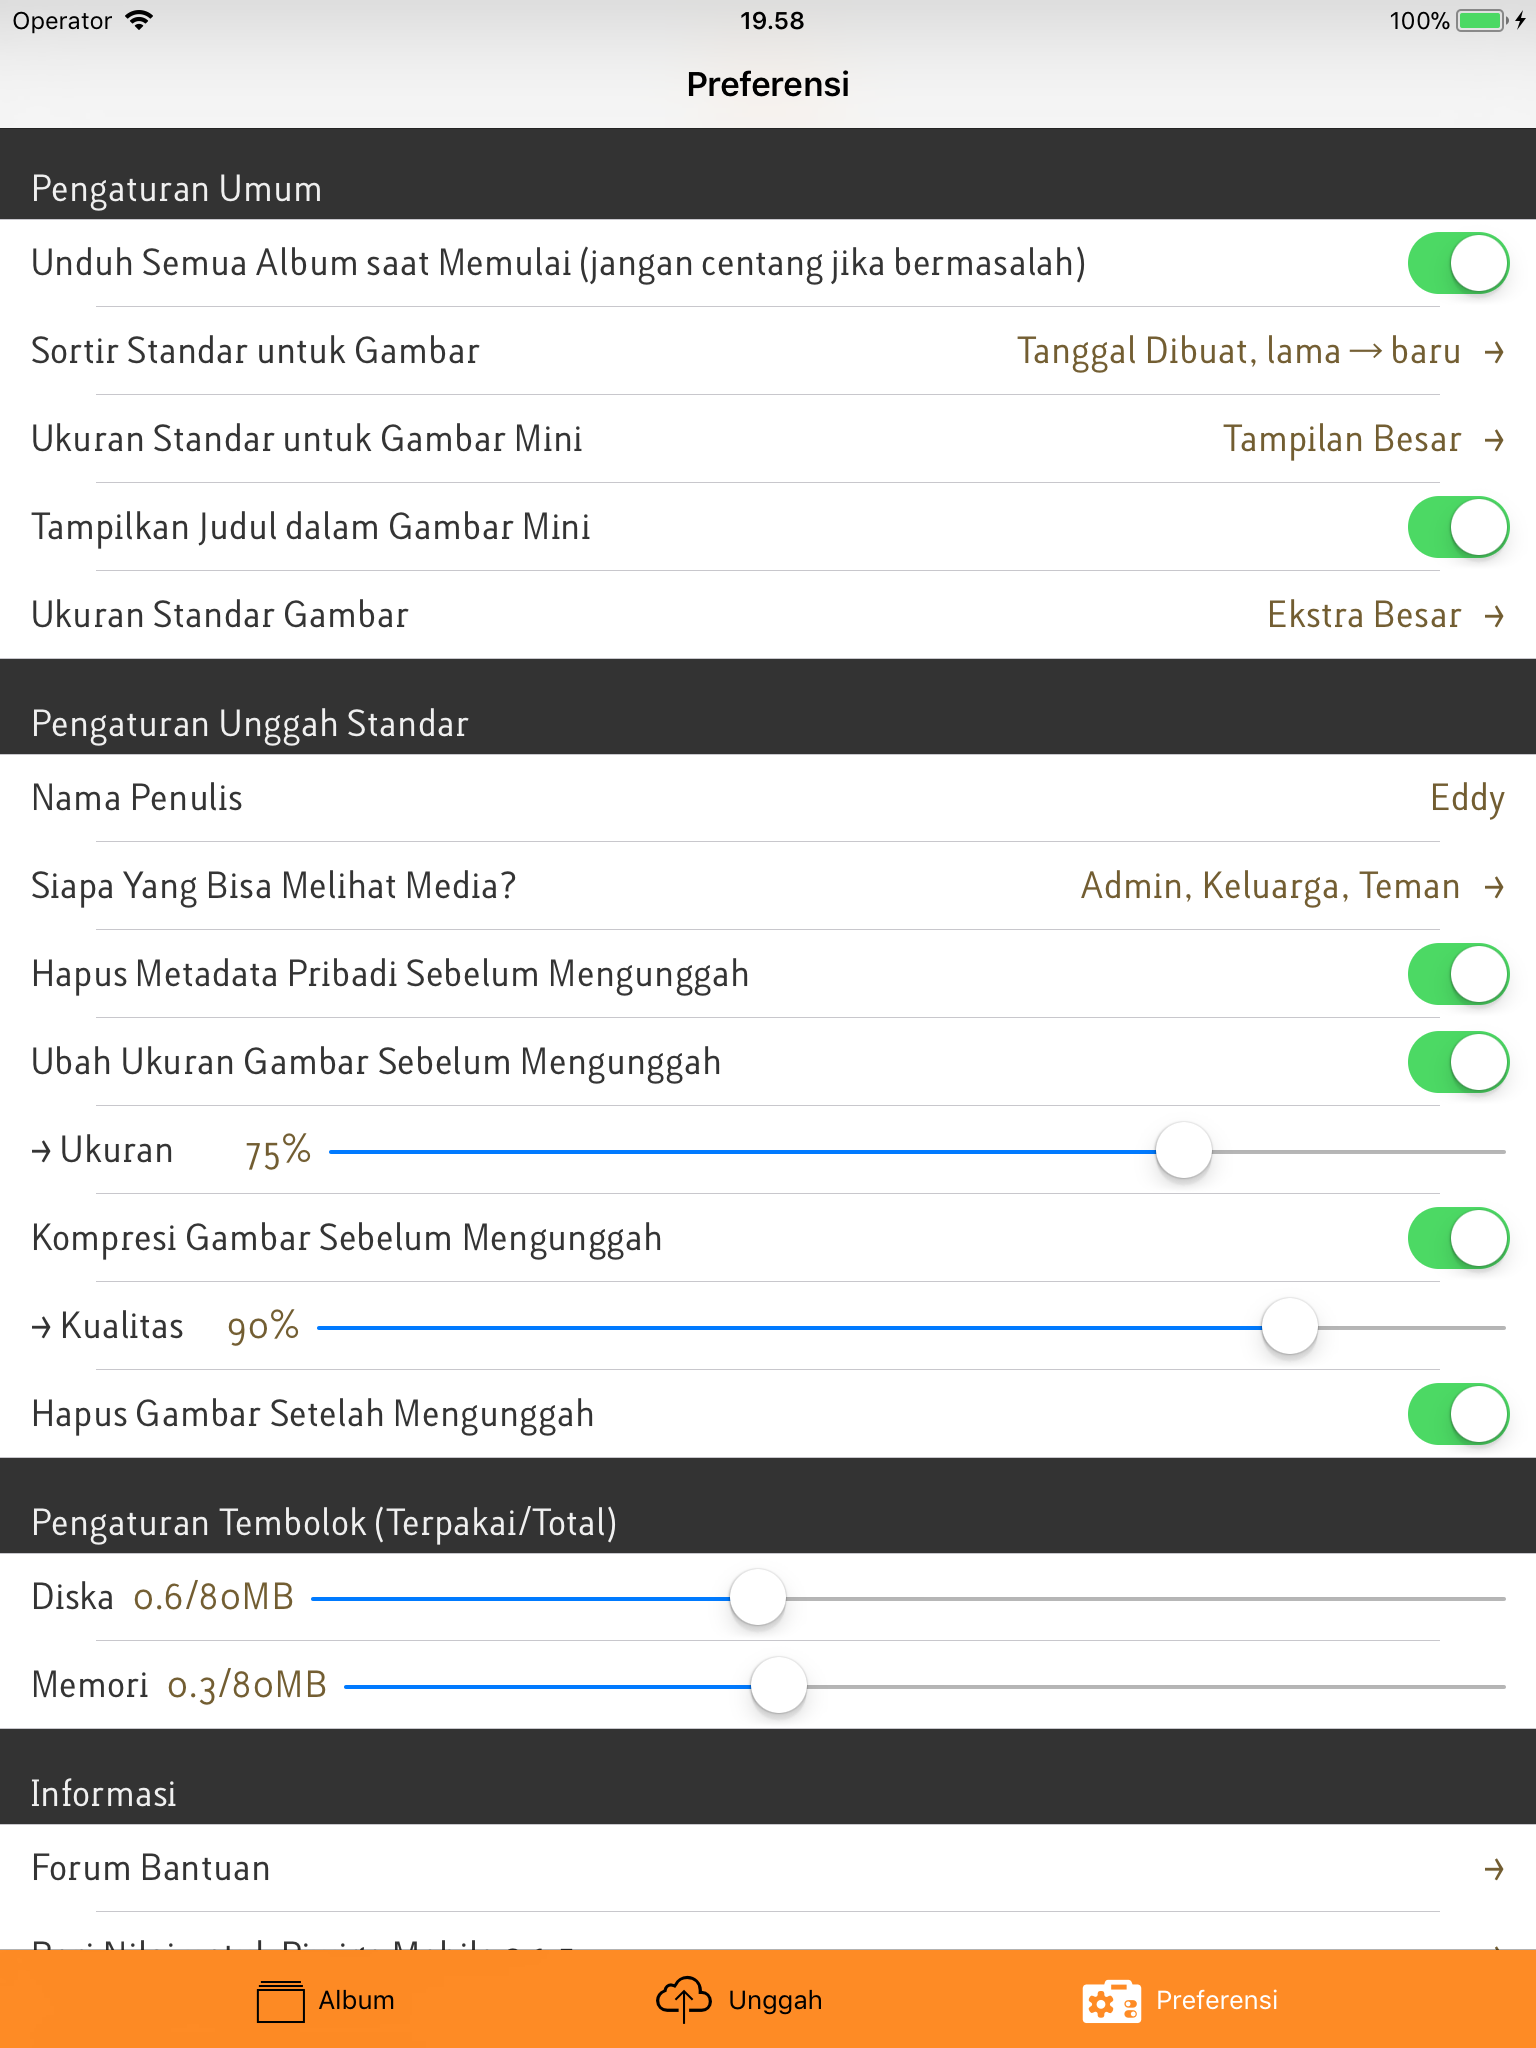 Operator 19.58 100%
Preferensi
Pengaturan Umum
Unduh Semua Album saat Memulai (jangan centang jika bermasalah)
Sortir Standar untuk Gambar Tanggal Dibuat, lama → baru →
Ukuran Standar untuk Gambar Mini Tampilan Besar →
Tampilkan Judul dalam Gambar Mini
Ukuran Standar Gambar Ekstra Besar →
Pengaturan Unggah Standar
Nama Penulis Eddy
Siapa Yang Bisa Melihat Media? Admin, Keluarga, Teman →
Hapus Metadata Pribadi Sebelum Mengunggah
Ubah Ukuran Gambar Sebelum Mengunggah
→ Ukuran 75%
Kompresi Gambar Sebelum Mengunggah
→ Kualitas 90%
Hapus Gambar Setelah Mengunggah
Pengaturan Tembolok (Terpakai/Total)
Diska 0.6/80MB
Memori 0.3/80MB
Informasi
Forum Bantuan →
Album Unggah Preferensi